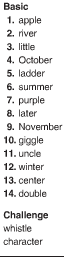 Basic
1. apple
2. river
3. little
4. October
5. ladder
6. summer
7. purple
8. later
9. November
10. giggle
11. uncle
12. winter
13. center
14. double
Challenge
whistle
character